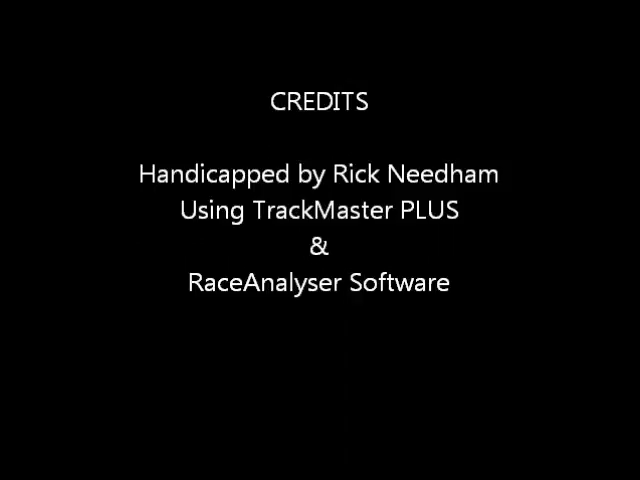 CREDITS
Handicapped by Rick Needham
Using TrackMaster PLUS
&
RaceAnalyser Software